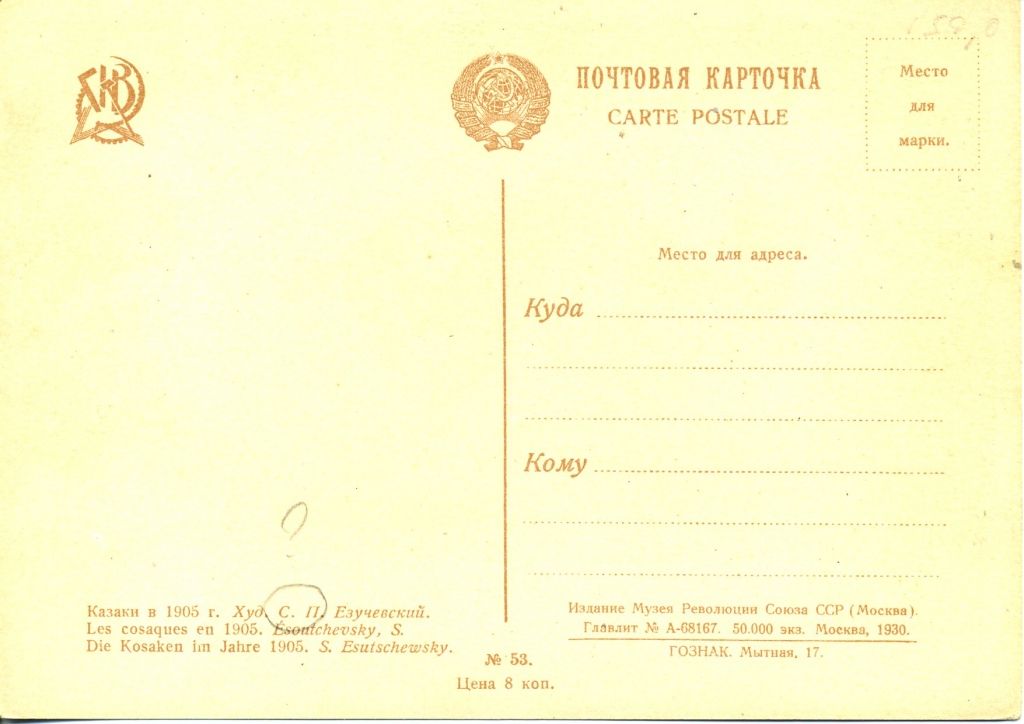 ПОЧТОВАЯ КАРТОЧКА
CARTE POSTALE
Место
для
марки.
Место для адреса.
Куда
Кому
Казаки в 1905 г. Худ. С. П. Езучевский.
Les cosaques en 1905. Esoutchevsky, S.
Die Kosaken im Jahre 1905. S. Esutschewsky.
№ 53.
Цена 8 коп.
Издание Музея Революции Союза ССР (Москва).
Главлит № А-68167. 50.000 экз. Москва, 1930.
ГОЗНАК. Мытная, 17.